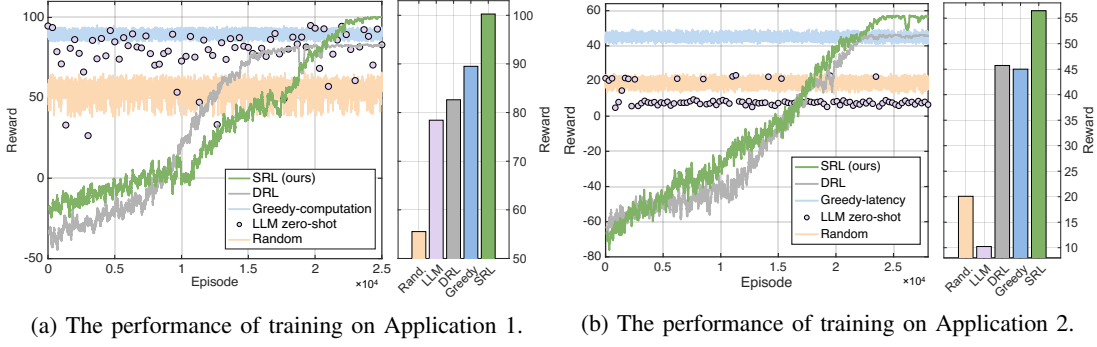 100
50
0
-50
Reward
0
0.5
1
1.5
2
2.5
Episode
×10⁴
SRL (ours)
DRL
Greedy-computation
LLM zero-shot
Random
100
90
80
70
60
50
Reward
Rand.
LLM
DRL
Greedy
SRL
(a) The performance of training on Application 1.
60
40
20
0
-20
-40
-60
-80
Reward
0
0.5
1
1.5
2
2.5
Episode
×10⁴
SRL (ours)
DRL
Greedy-latency
LLM zero-shot
Random
55
50
45
40
35
30
25
20
15
10
Reward
Rand.
LLM
DRL
Greedy
SRL
(b) The performance of training on Application 2.